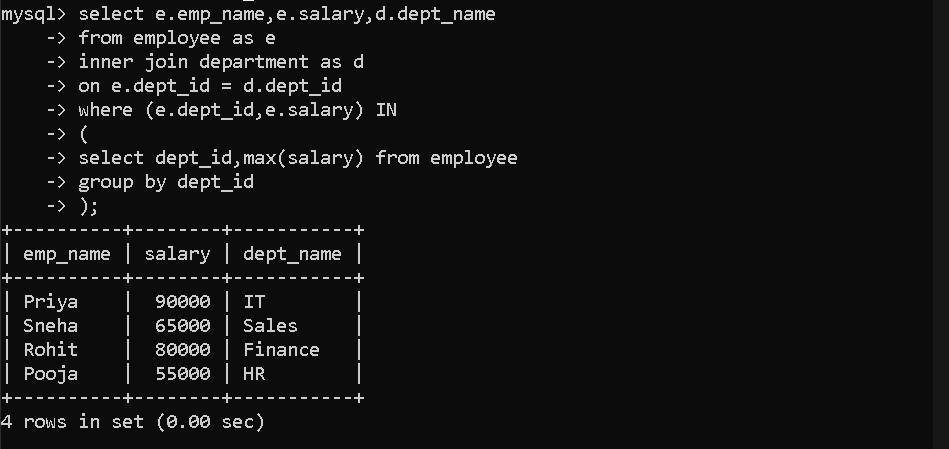 mysql> select e.emp_name,e.salary,d.dept_name
    -> from employee as e
    -> inner join department as d
    -> on e.dept_id = d.dept_id
    -> where (e.dept_id,e.salary) IN
    -> (
    -> select dept_id,max(salary) from employee
    -> group by dept_id
    -> );
+----------+--------+-----------+
| emp_name | salary | dept_name |
+----------+--------+-----------+
| Priya    |  90000 | IT        |
| Sneha    |  65000 | Sales     |
| Rohit    |  80000 | Finance   |
| Pooja    |  55000 | HR        |
+----------+--------+-----------+
4 rows in set (0.00 sec)